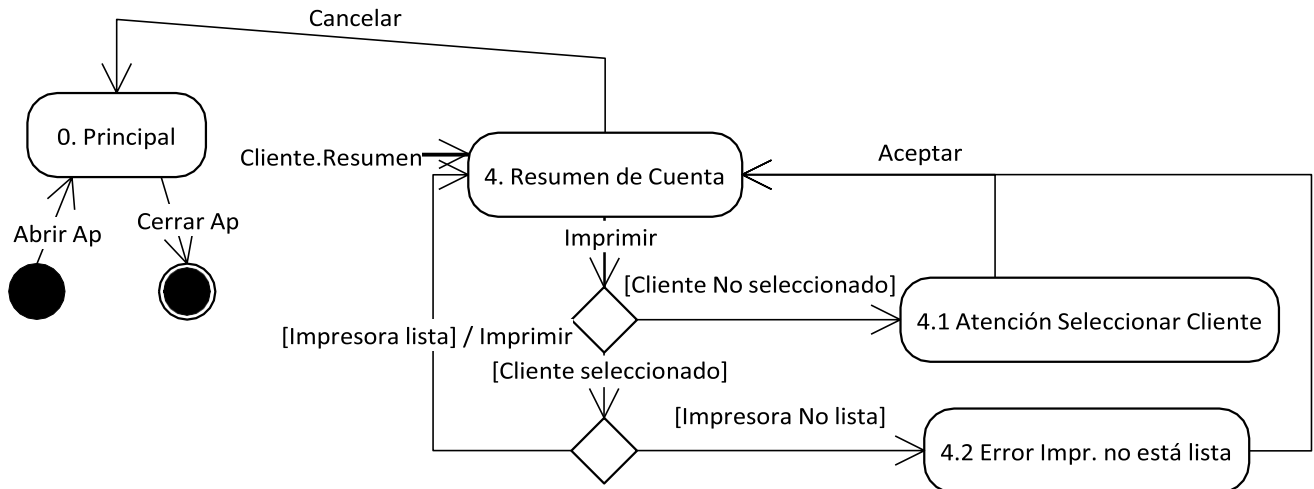 Cancelar
0. Principal
Cliente.Resumen
4. Resumen de Cuenta
Aceptar
Abrir Ap
Cerrar Ap
Imprimir
[Cliente No seleccionado]
4.1 Atención Seleccionar Cliente
[Impresora lista] / Imprimir
[Cliente seleccionado]
[Impresora No lista]
4.2 Error Impr. no está lista